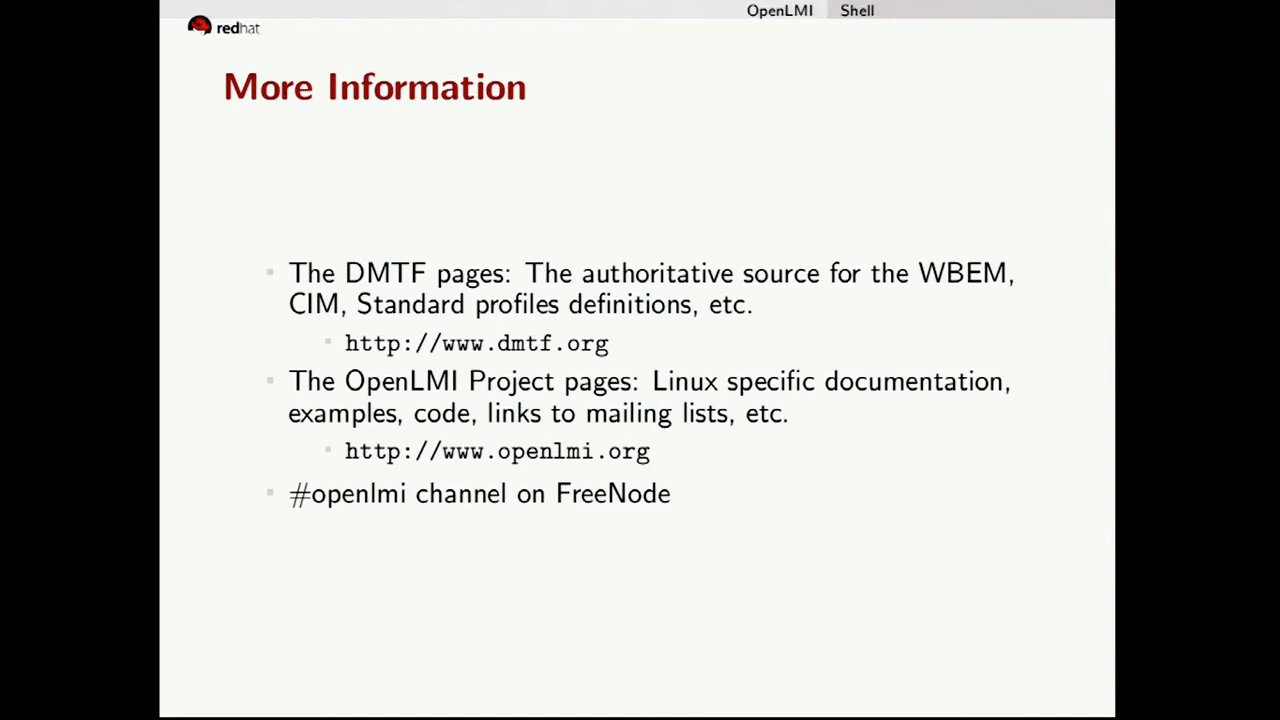 OpenLMI Shell
redhat
More Information
The DMTF pages: The authoritative source for the WBEM,
CIM, Standard profiles definitions, etc.
http://www.dmtf.org
The OpenLMI Project pages: Linux specific documentation,
examples, code, links to mailing lists, etc.
http://www.openlmi.org
#openlmi channel on FreeNode